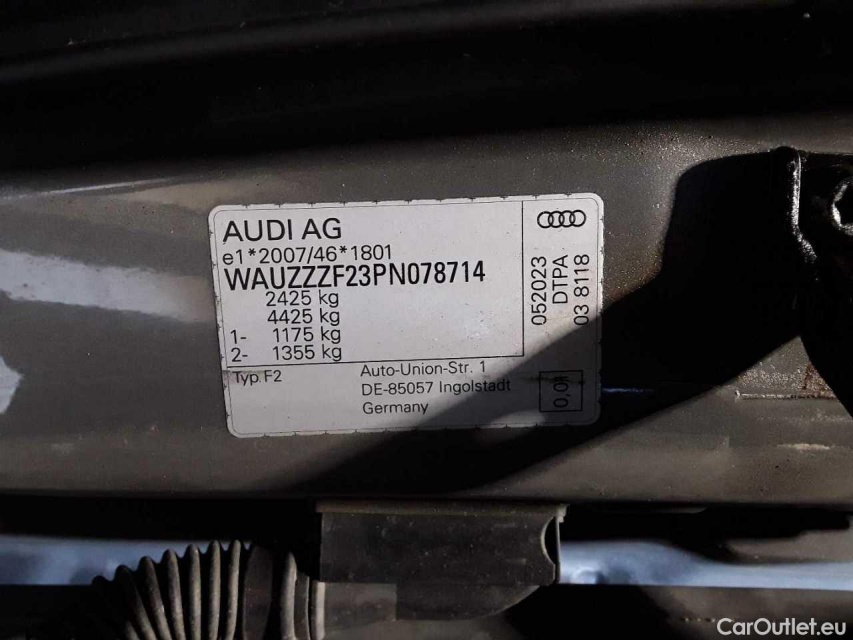 AUDI AG
e1*2007/46*1801
WAUZZZF23PN078714
2425 kg
4425 kg
1- 1175 kg
2- 1355 kg
Typ F2
Auto-Union-Str. 1
DE-85057 Ingolstadt
Germany
052023
DTPA
03 8118
0,0
CarOutlet.eu